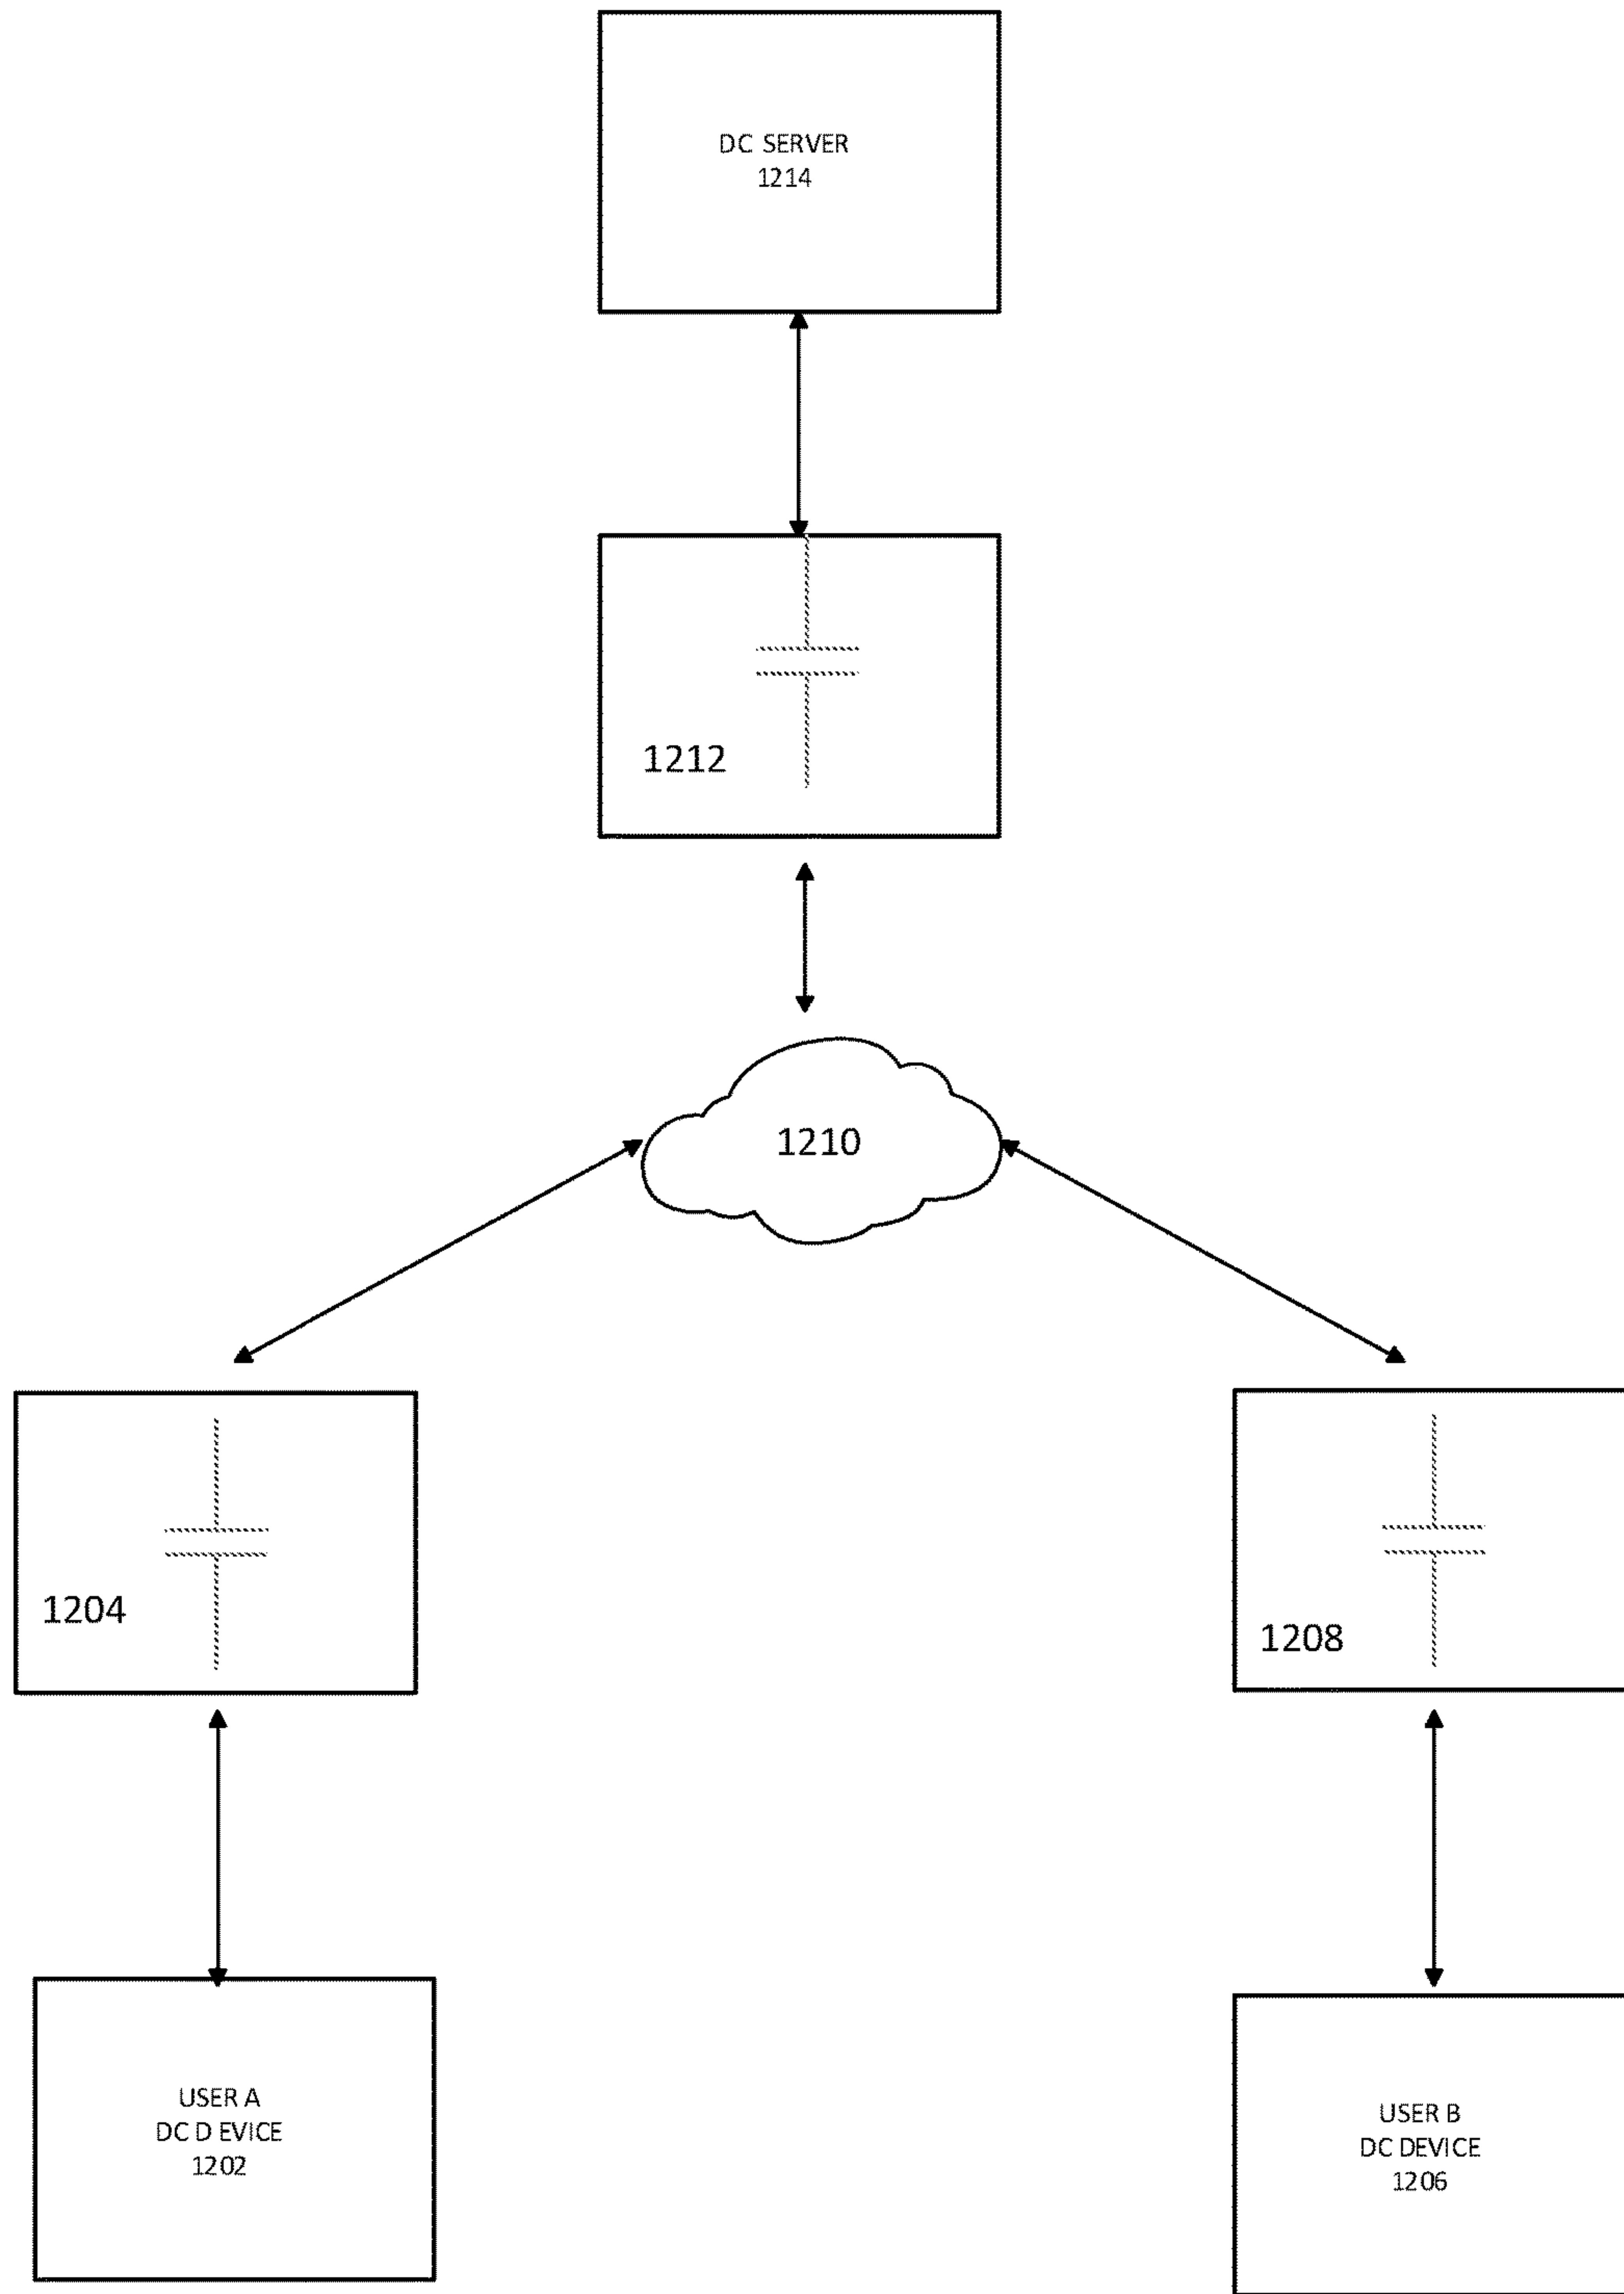 DC SERVER
1214
1212
1210
1204
1208
USER A
DC D EVICE
1202
USER B
DC DEVICE
1206